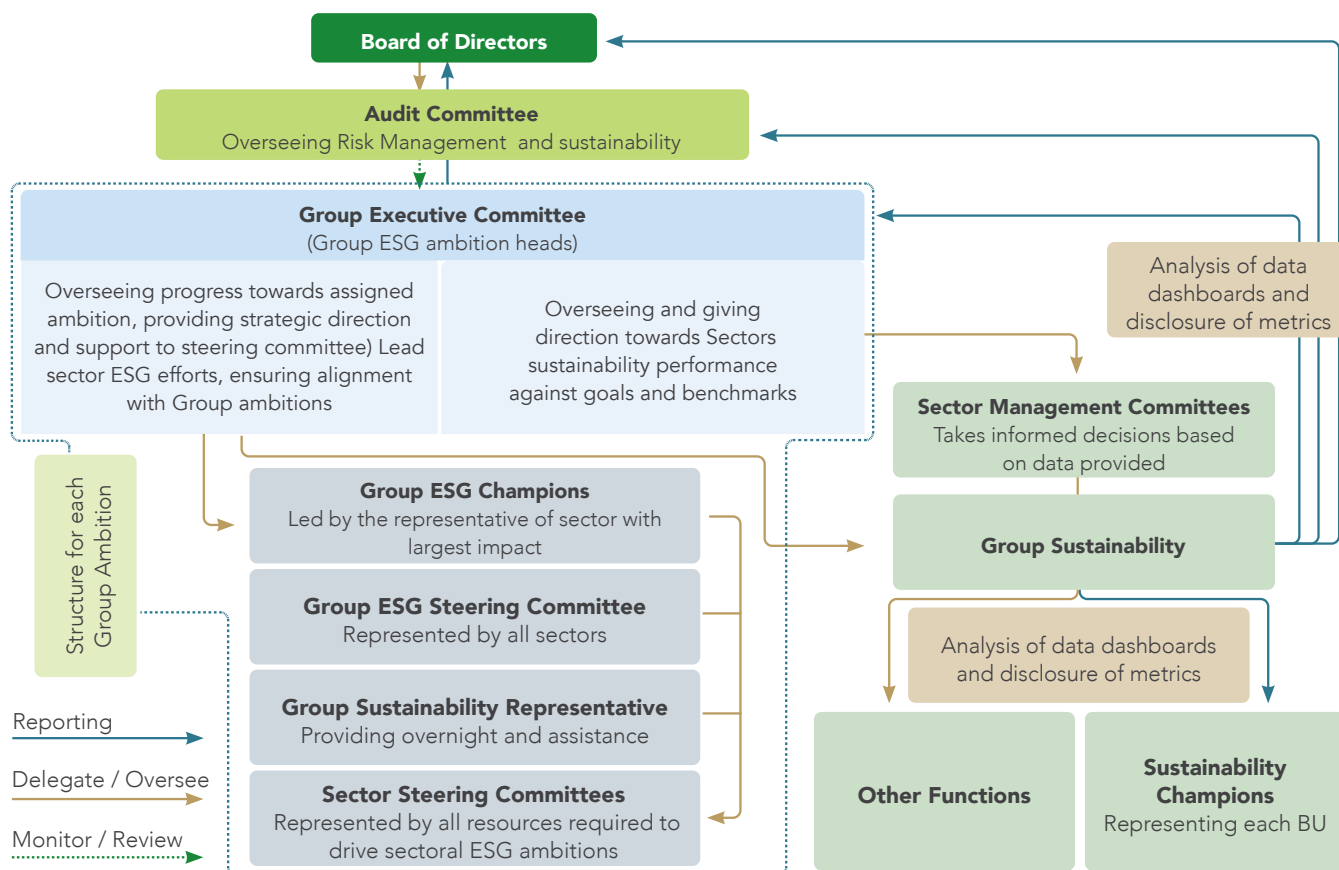 Board of Directors
Audit Committee
Overseeing Risk Management and sustainability
Group Executive Committee
(Group ESG ambition heads)
Overseeing progress towards assigned
ambition, providing strategic direction
and support to steering committee) Lead
sector ESG efforts, ensuring alignment
with Group ambitions
Overseeing and giving
direction towards Sectors
sustainability performance
against goals and benchmarks
Analysis of data
dashboards and
disclosure of metrics
Sector Management Committees
Takes informed decisions based
on data provided
Structure for each
Group Ambition
Group ESG Champions
Led by the representative of sector with
largest impact
Group Sustainability
Group ESG Steering Committee
Represented by all sectors
Analysis of data dashboards
and disclosure of metrics
Group Sustainability Representative
Providing overnight and assistance
Sector Steering Committees
Represented by all resources required to
drive sectoral ESG ambitions
Other Functions
Sustainability
Champions
Representing each BU
Reporting
Delegate / Oversee
Monitor / Review